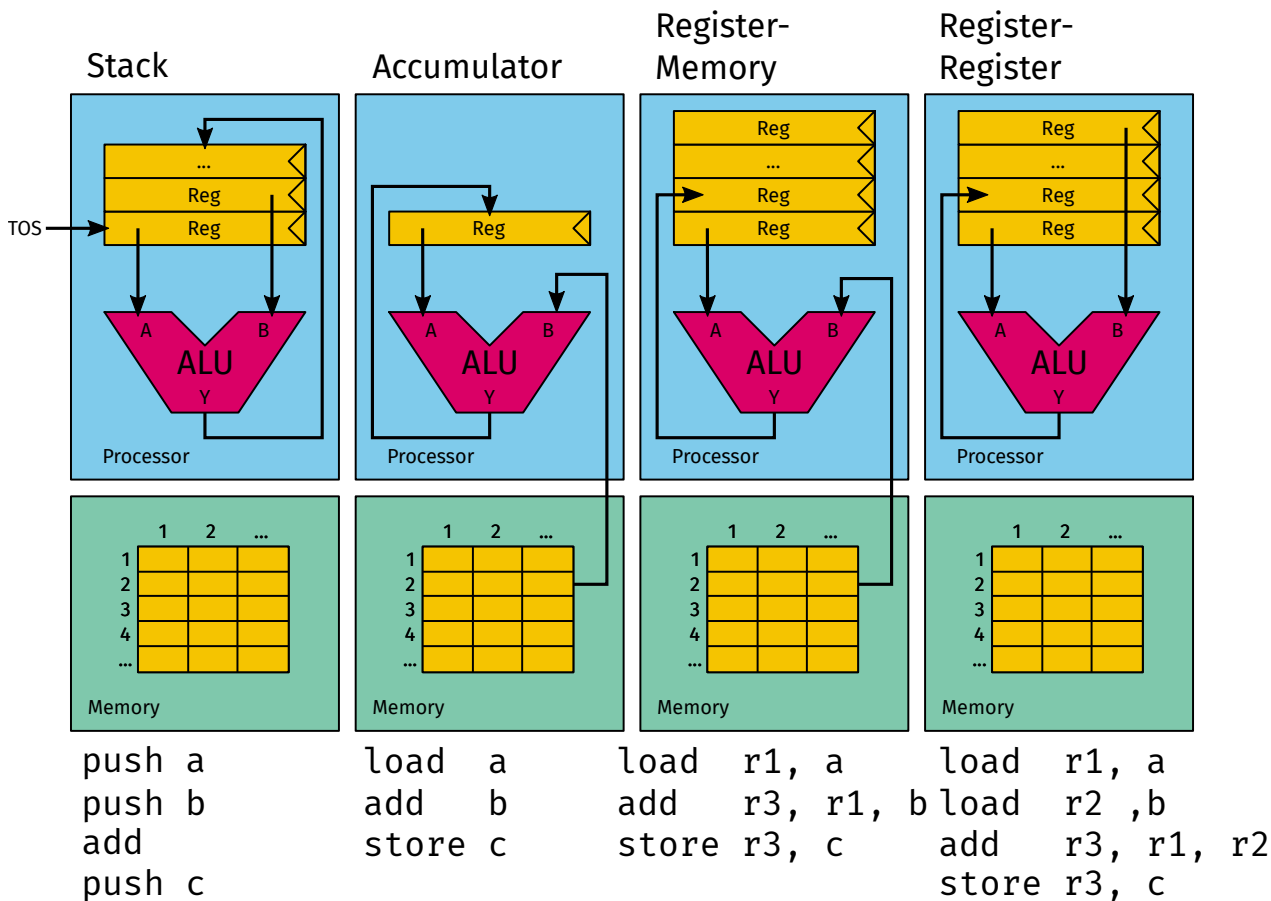 Stack
Accumulator
Register-
Memory
Register-
Register
TOS
...
Reg
Reg
A
B
ALU
Y
Processor
Reg
A
B
ALU
Y
Processor
Reg
...
Reg
Reg
A
B
ALU
Y
Processor
Reg
...
Reg
Reg
A
B
ALU
Y
Processor
1 2 ...
1
2
3
4
...
Memory
1 2 ...
1
2
3
4
...
Memory
1 2 ...
1
2
3
4
...
Memory
1 2 ...
1
2
3
4
...
Memory
push a
push b
add
push c
load a
add b
store c
load r1, a
add r3, r1, b
store r3, c
load r1, a
load r2 ,b
add r3, r1, r2
store r3, c